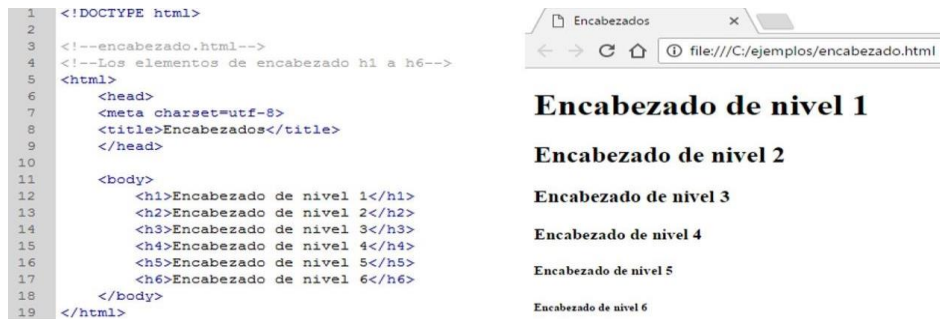 1 <!DOCTYPE html>
2
3 <!--encabezado.html-->
4 <!--Los elementos de encabezado h1 a h6-->
5 <html>
6 <head>
7 <meta charset=utf-8>
8 <title>Encabezados</title>
9 </head>
10
11 <body>
12 <h1>Encabezado de nivel 1</h1>
13 <h2>Encabezado de nivel 2</h2>
14 <h3>Encabezado de nivel 3</h3>
15 <h4>Encabezado de nivel 4</h4>
16 <h5>Encabezado de nivel 5</h5>
17 <h6>Encabezado de nivel 6</h6>
18 </body>
19 </html>
Encabezados
file:///C:/ejemplos/encabezado.html
Encabezado de nivel 1
Encabezado de nivel 2
Encabezado de nivel 3
Encabezado de nivel 4
Encabezado de nivel 5
Encabezado de nivel 6